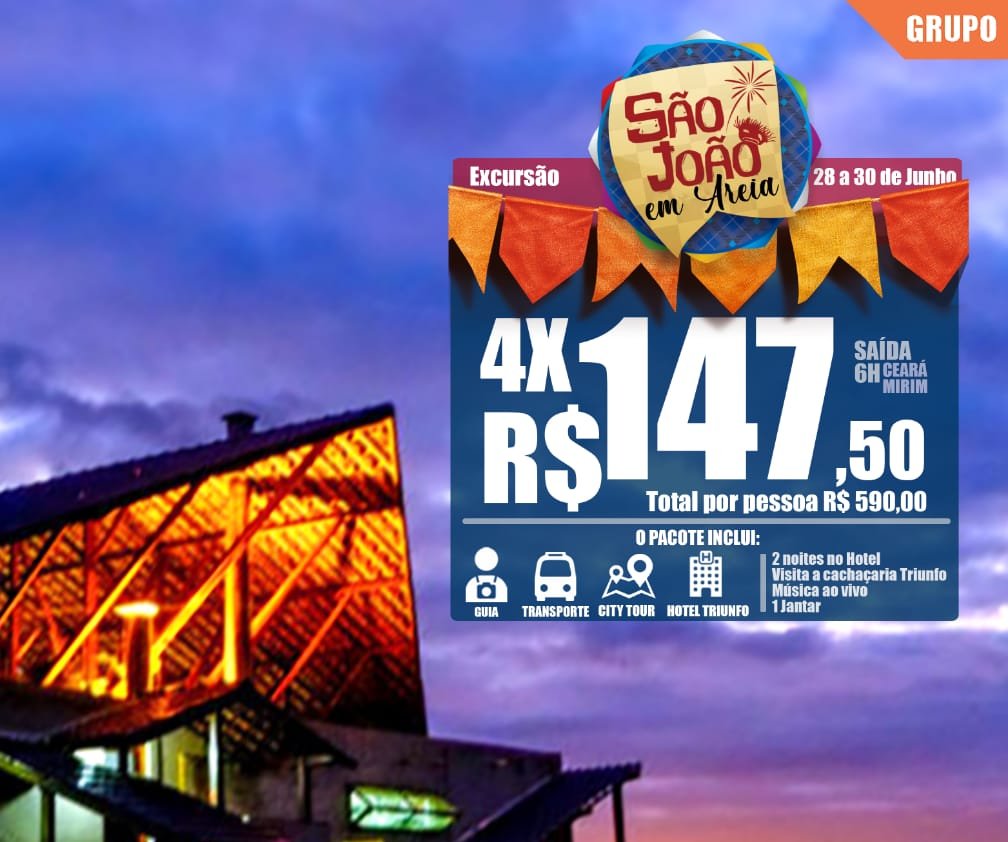 GRUPO
SÃO
JOÃO
em Areia
Excursão
28 a 30 de Junho
4X
R$147,50
SAÍDA
6H CEARÁ
MIRIM
Total por pessoa R$ 590,00
O PACOTE INCLUI:
GUIA
TRANSPORTE
CITY TOUR
H
HOTEL TRIUNFO
2 noites no Hotel
Visita a cachaçaria Triunfo
Música ao vivo
1 Jantar